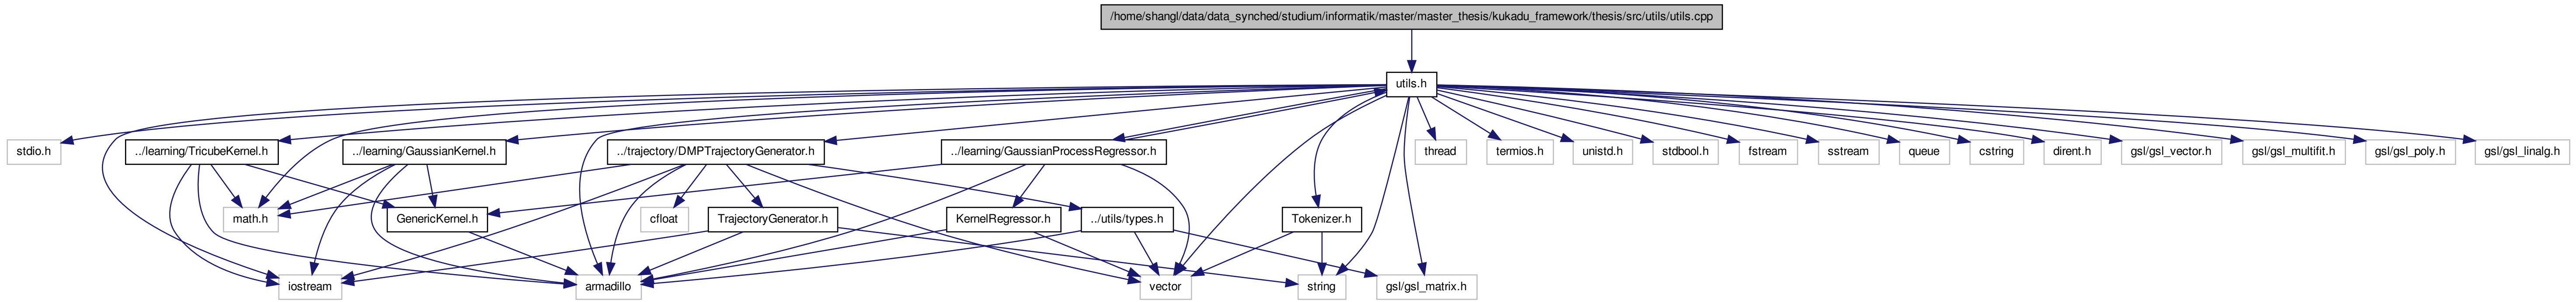 /home/shangl/data/data_synched/studium/informatik/master/master_thesis/kukadu_framework/thesis/src/utils/utils.cpp
utils.h
stdio.h
../learning/TricubeKernel.h
../learning/GaussianKernel.h
../trajectory/DMPTrajectoryGenerator.h
../learning/GaussianProcessRegressor.h
thread
termios.h
unistd.h
stdbool.h
fstream
sstream
queue
cstring
dirent.h
gsl/gsl_vector.h
gsl/gsl_multifit.h
gsl/gsl_poly.h
gsl/gsl_linalg.h
math.h
GenericKernel.h
cfloat
TrajectoryGenerator.h
KernelRegressor.h
../utils/types.h
Tokenizer.h
iostream
armadillo
vector
string
gsl/gsl_matrix.h